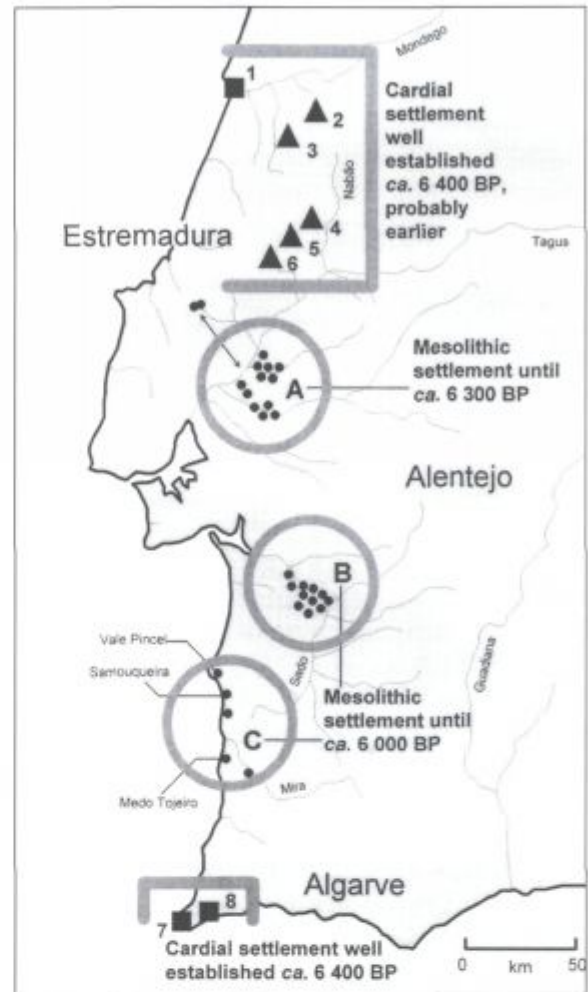 Mondego
1
2
3
Cardial
settlement
well
established
ca. 6 400 BP,
probably
earlier
Nabão
4
5
6
Estremadura
Tagus
A
Mesolithic
settlement until
ca. 6 300 BP
Alentejo
B
Vale Pincel
Samouqueira
Sado
Guadiana
Mesolithic
settlement until
ca. 6 000 BP
C
Medo Tojeiro
Mira
Algarve
7
8
Cardial settlement well
established ca. 6 400 BP
0 km 50